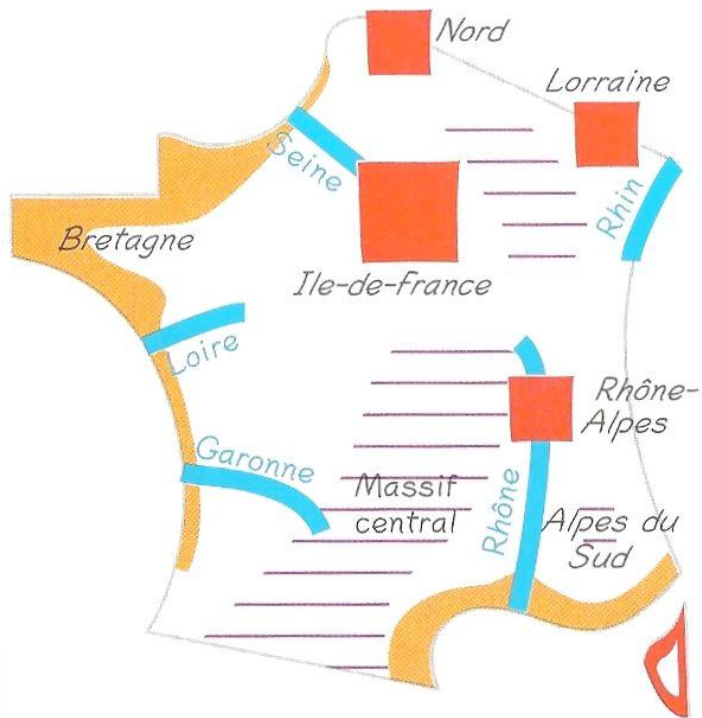 Nord
Lorraine
Seine
Rhin
Bretagne
Ile-de-France
Loire
Rhône-
Alpes
Garonne
Massif
central
Rhône
Alpes du
Sud